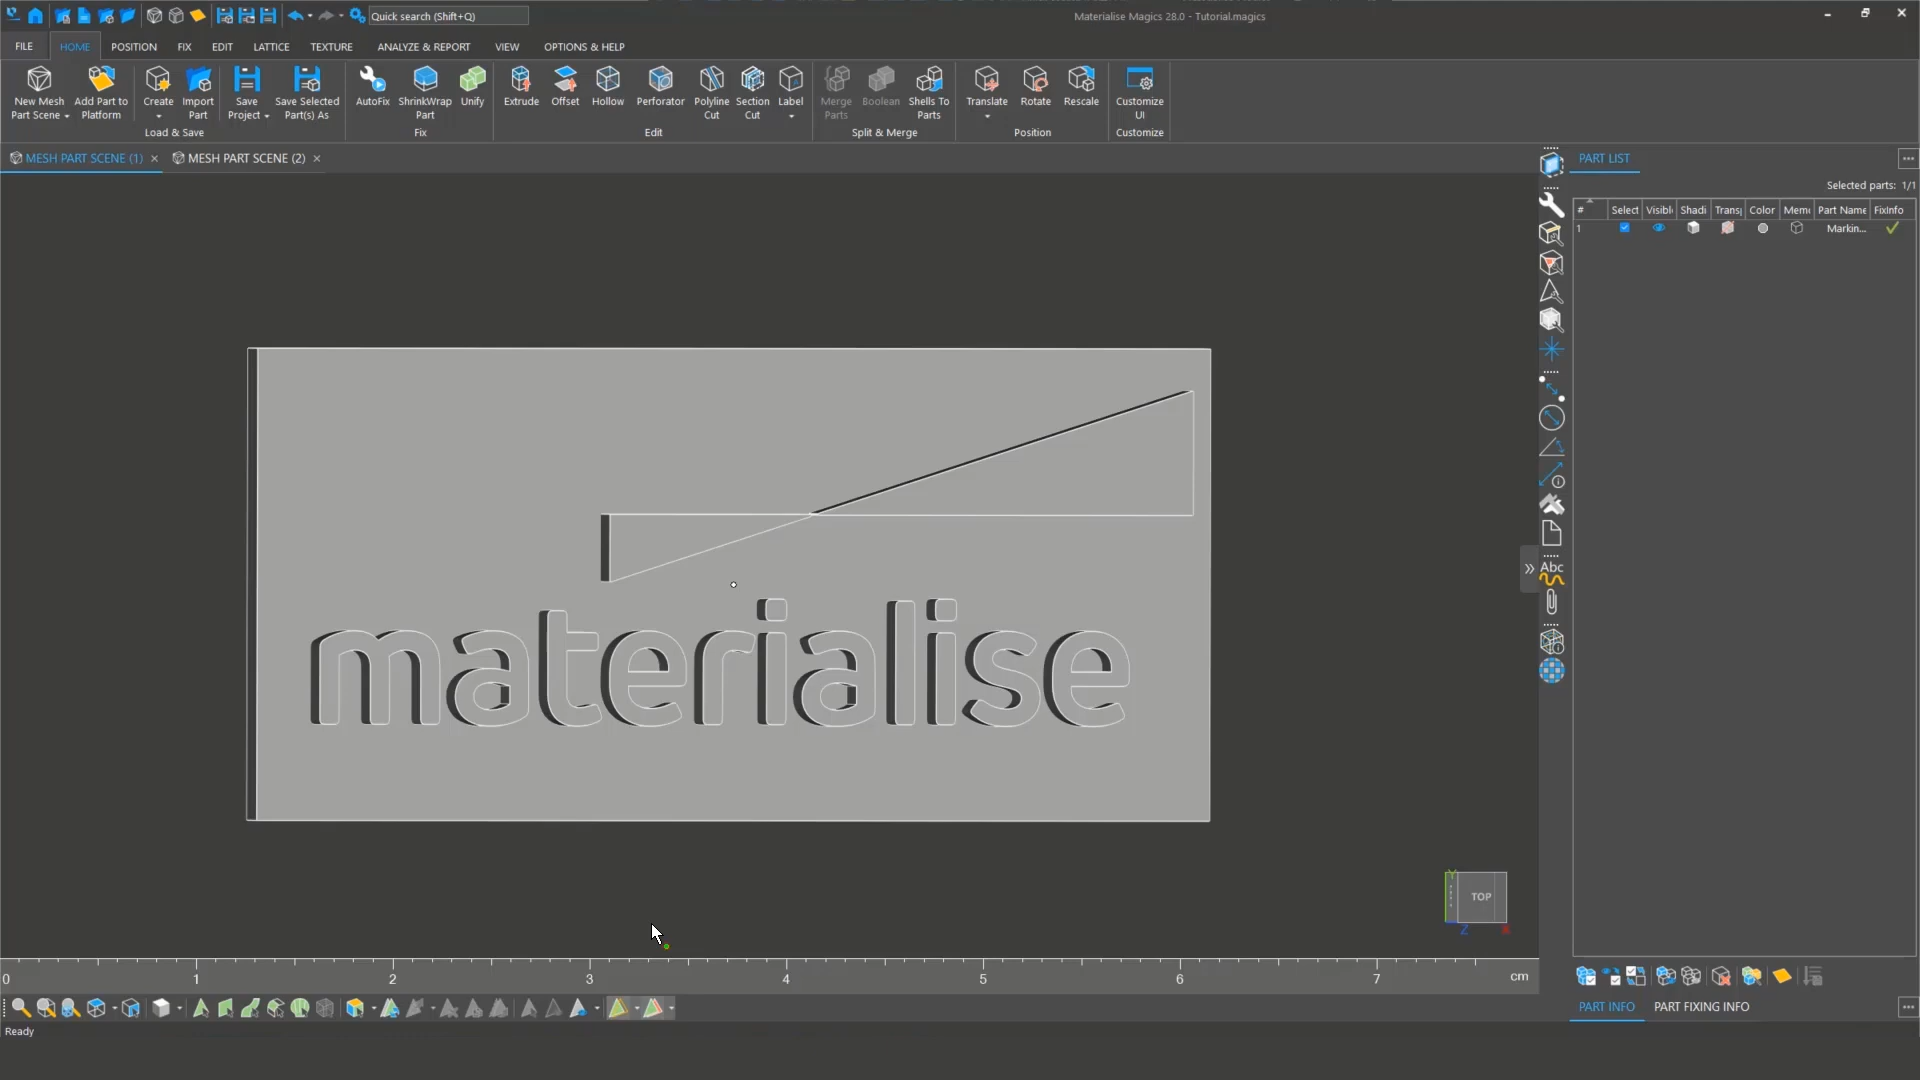 Quick search (Shift+Q)
Materialise Magics 28.0 - Tutorial.magics
FILE
HOME
POSITION
FIX
EDIT
LATTICE
TEXTURE
ANALYZE & REPORT
VIEW
OPTIONS & HELP
New Mesh
Part Scene
Add Part to
Platform
Create
Import
Part
Save
Project
Save Selected
Part(s) As
AutoFix
ShrinkWrap
Part
Unify
Extrude
Offset
Hollow
Perforator
Polyline
Cut
Section
Cut
Label
Merge
Parts
Boolean
Shells To
Parts
Translate
Rotate
Rescale
Customize
UI
Load & Save
Fix
Edit
Split & Merge
Position
Customize
MESH PART SCENE (1)
MESH PART SCENE (2)
PART LIST
Selected parts: 1/1
# Select Visibl Shadi Transp Color Mem Part Name FixInfo
1 Markin...
materialise
Abc
TOP
Y
Z
0 1 2 3 4 5 6 7 cm
PART INFO
PART FIXING INFO
Ready